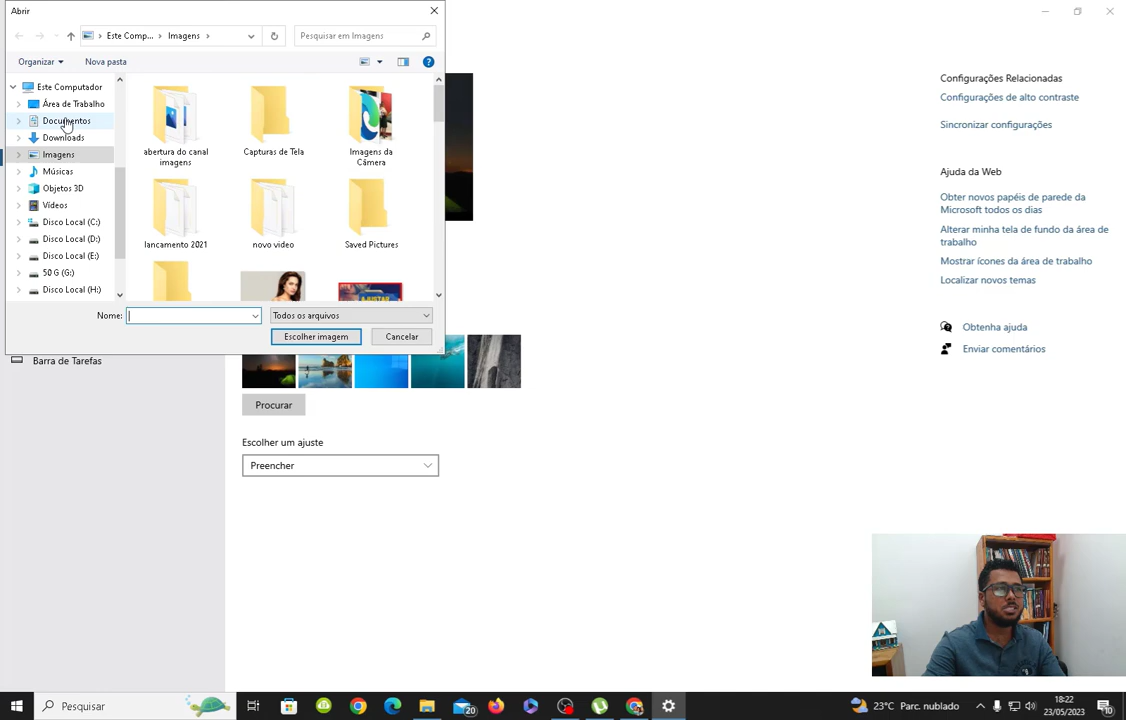 Abrir
Este Comp... Imagens
Pesquisar em Imagens
Organizar
Nova pasta
Este Computador
Área de Trabalho
Documentos
Downloads
Imagens
Músicas
Objetos 3D
Vídeos
Disco Local (C:)
Disco Local (D:)
Disco Local (E:)
50 G (G:)
Disco Local (H:)
abertura do canal imagens
Capturas de Tela
Imagens da Câmera
lancamento 2021
novo video
Saved Pictures
Nome:
Todos os arquivos
Escolher imagem
Cancelar
Barra de Tarefas
Procurar
Escolher um ajuste
Preencher
Configurações Relacionadas
Configurações de alto contraste
Sincronizar configurações
Ajuda da Web
Obter novos papéis de parede da
Microsoft todos os dias
Alterar minha tela de fundo da área de
trabalho
Mostrar ícones da área de trabalho
Localizar novos temas
Obtenha ajuda
Enviar comentários
Pesquisar
20
23°C Parc. nublado
18:22
23/05/2023
10